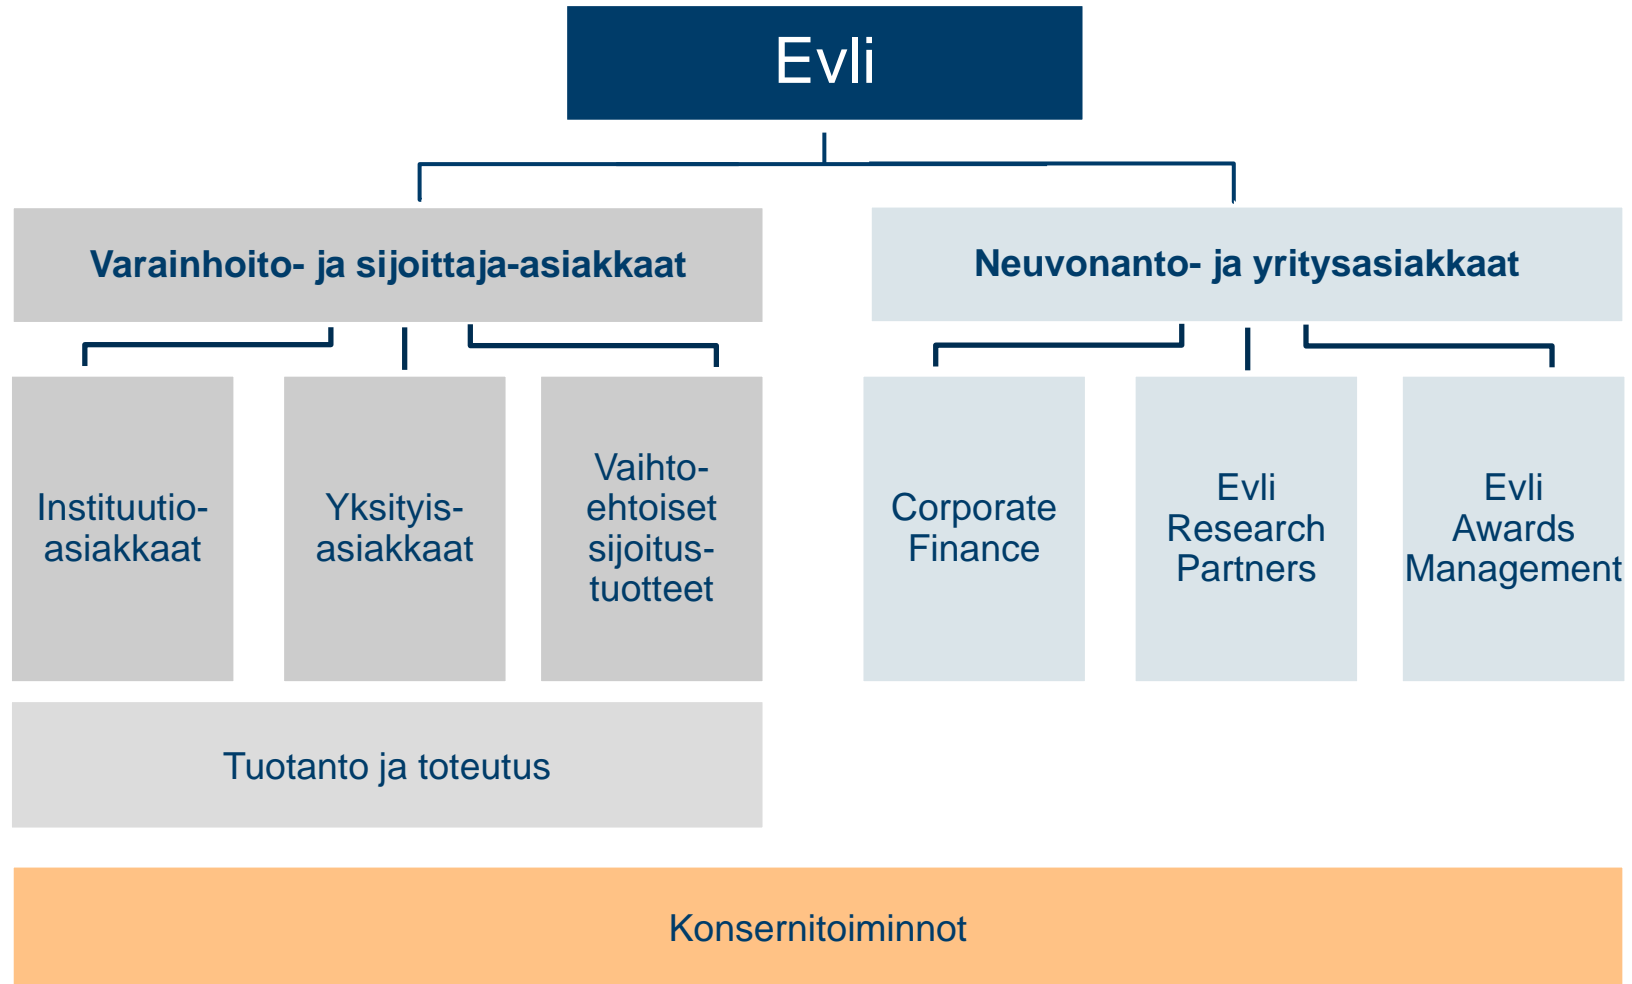 Evli
Varainhoito- ja sijoittaja-asiakkaat
Neuvonanto- ja yritysasiakkaat
Instituutio-
asiakkaat
Yksityis-
asiakkaat
Vaihto-
ehtoiset
sijoitus-
tuotteet
Corporate
Finance
Evli
Research
Partners
Evli
Awards
Management
Tuotanto ja toteutus
Konsernitoiminnot